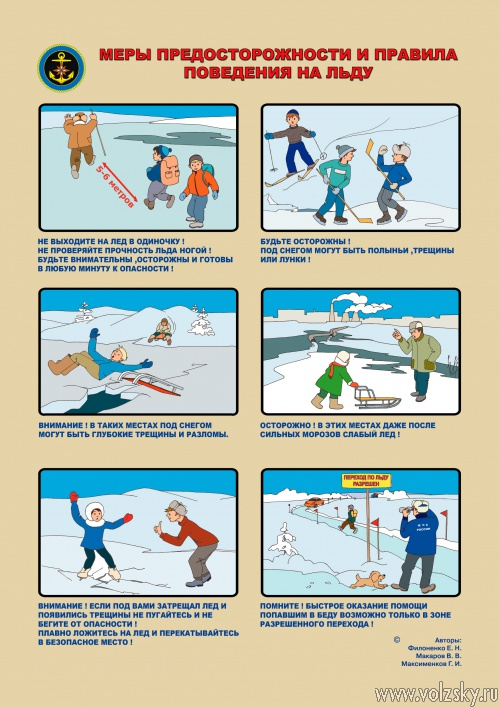 МЕРЫ ПРЕДОСТОРОЖНОСТИ И ПРАВИЛА
ПОВЕДЕНИЯ НА ЛЬДУ
5-6 метров
НЕ ВЫХОДИТЕ НА ЛЕД В ОДИНОЧКУ !
НЕ ПРОВЕРЯЙТЕ ПРОЧНОСТЬ ЛЬДА НОГОЙ !
БУДЬТЕ ВНИМАТЕЛЬНЫ ,ОСТОРОЖНЫ И ГОТОВЫ
В ЛЮБУЮ МИНУТУ К ОПАСНОСТИ !
БУДЬТЕ ОСТОРОЖНЫ !
ПОД СНЕГОМ МОГУТ БЫТЬ ПОЛЫНЬИ ,ТРЕЩИНЫ
ИЛИ ЛУНКИ !
ВНИМАНИЕ ! В ТАКИХ МЕСТАХ ПОД СНЕГОМ
МОГУТ БЫТЬ ГЛУБОКИЕ ТРЕЩИНЫ И РАЗЛОМЫ.
ОСТОРОЖНО ! В ЭТИХ МЕСТАХ ДАЖЕ ПОСЛЕ
СИЛЬНЫХ МОРОЗОВ СЛАБЫЙ ЛЕД !
ПЕРЕХОД ПО ЛЬДУ
РАЗРЕШЕН
МЧС
РОССИИ
ВНИМАНИЕ ! ЕСЛИ ПОД ВАМИ ЗАТРЕЩАЛ ЛЕД И
ПОЯВИЛИСЬ ТРЕЩИНЫ НЕ ПУГАЙТЕСЬ И НЕ
БЕГИТЕ ОТ ОПАСНОСТИ !
ПЛАВНО ЛОЖИТЕСЬ НА ЛЕД И ПЕРЕКАТЫВАЙТЕСЬ
В БЕЗОПАСНОЕ МЕСТО !
ПОМНИТЕ ! БЫСТРОЕ ОКАЗАНИЕ ПОМОЩИ
ПОПАВШИМ В БЕДУ ВОЗМОЖНО ТОЛЬКО В ЗОНЕ
РАЗРЕШЕННОГО ПЕРЕХОДА !
© Авторы:
Филоненко Е. Н.
Макаров В. В.
Максименков Г. И.
www.volzsky.ru